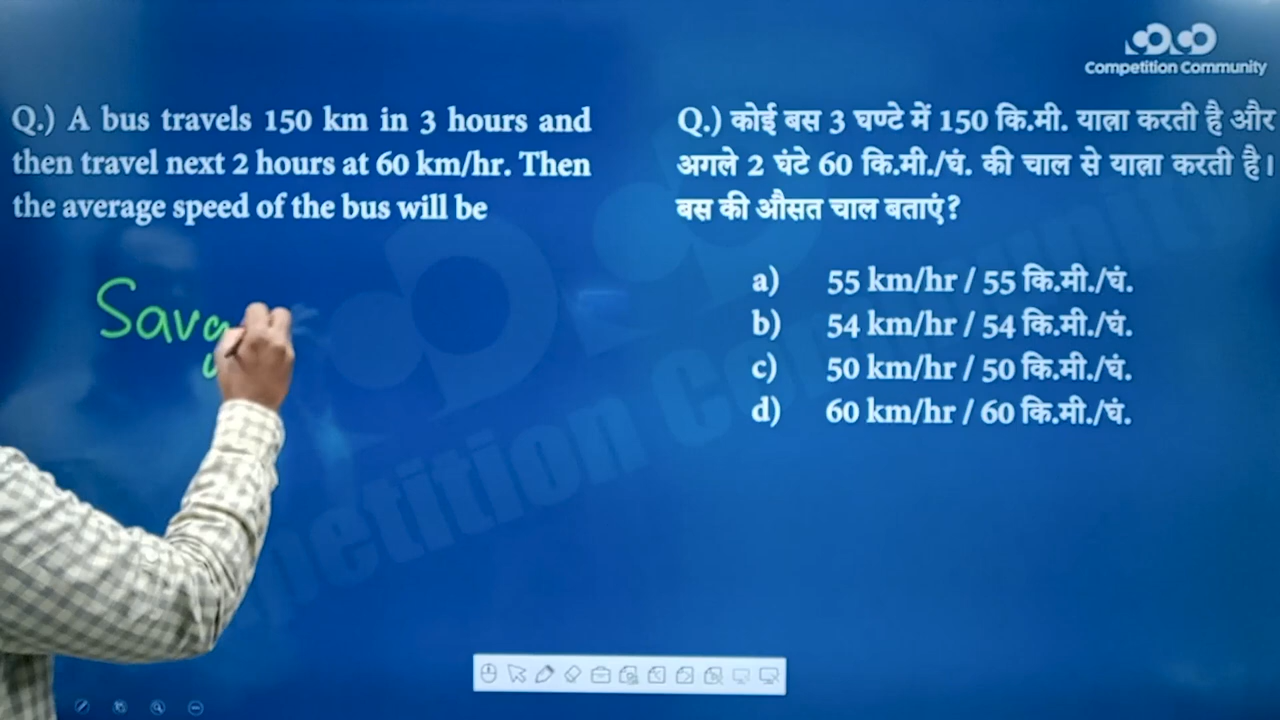 Competition Community
Q.) A bus travels 150 km in 3 hours and
then travel next 2 hours at 60 km/hr. Then
the average speed of the bus will be
Q.) कोई बस 3 घण्टे में 150 कि.मी. यात्रा करती है और
अगले 2 घंटे 60 कि.मी./घं. की चाल से यात्रा करती है।
बस की औसत चाल बताएं?
Savg
a) 55 km/hr / 55 कि.मी./घं.
b) 54 km/hr / 54 कि.मी./घं.
c) 50 km/hr / 50 कि.मी./घं.
d) 60 km/hr / 60 कि.मी./घं.